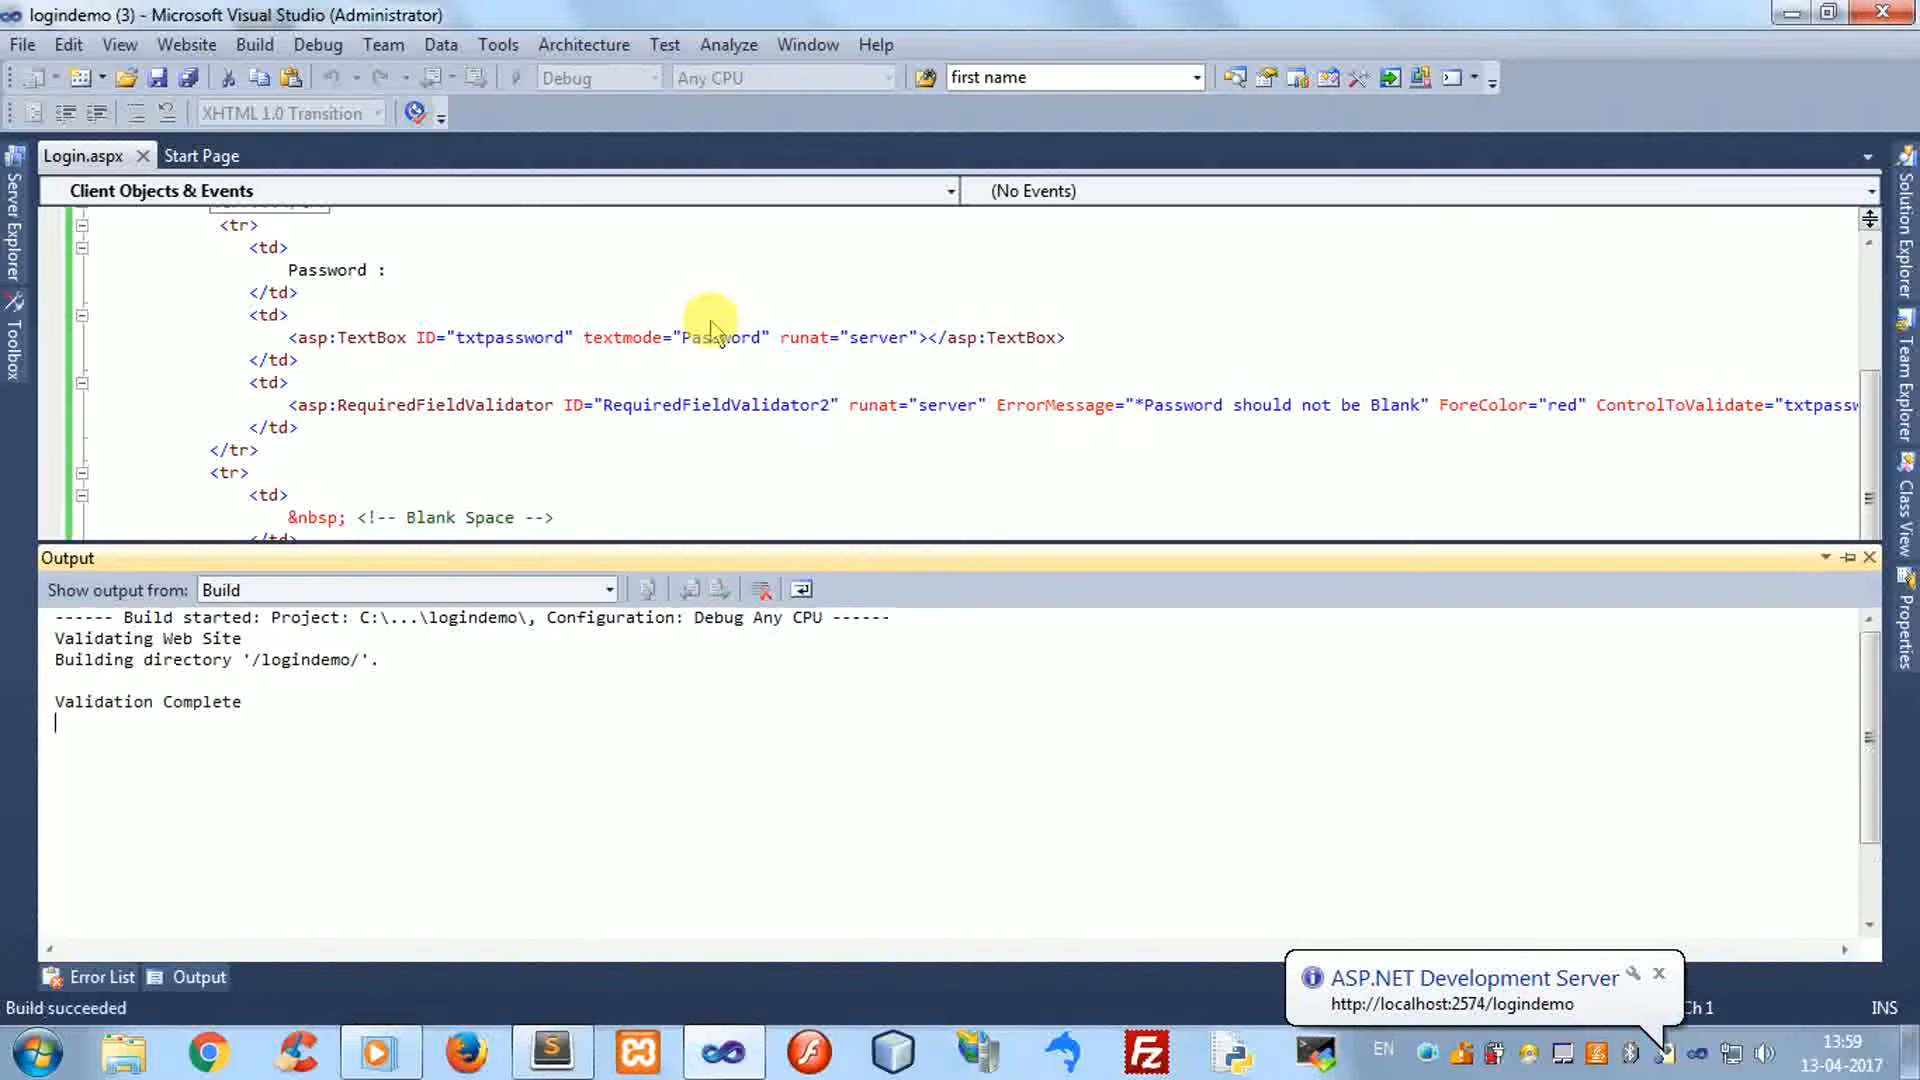 logindemo (3) - Microsoft Visual Studio (Administrator)
File Edit View Website Build Debug Team Data Tools Architecture Test Analyze Window Help
Debug Any CPU first name
XHTML 1.0 Transition
Login.aspx Start Page
Client Objects & Events (No Events)
Server Explorer
Toolbox
Solution Explorer
Team Explorer
Class View
Properties
<tr>
<td>
Password :
</td>
<td>
<asp:TextBox ID="txtpassword" textmode="Password" runat="server"></asp:TextBox>
</td>
<td>
<asp:RequiredFieldValidator ID="RequiredFieldValidator2" runat="server" ErrorMessage="*Password should not be Blank" ForeColor="red" ControlToValidate="txtpassw
</td>
</tr>
<tr>
<td>
&nbsp; <!-- Blank Space -->
</td>
Output
Show output from: Build
------ Build started: Project: C:\...\logindemo\, Configuration: Debug Any CPU ------
Validating Web Site
Building directory '/logindemo/'.
Validation Complete
Error List Output
ASP.NET Development Server
http://localhost:2574/logindemo
Build succeeded Ch 1 INS
EN
13:59
13-04-2017